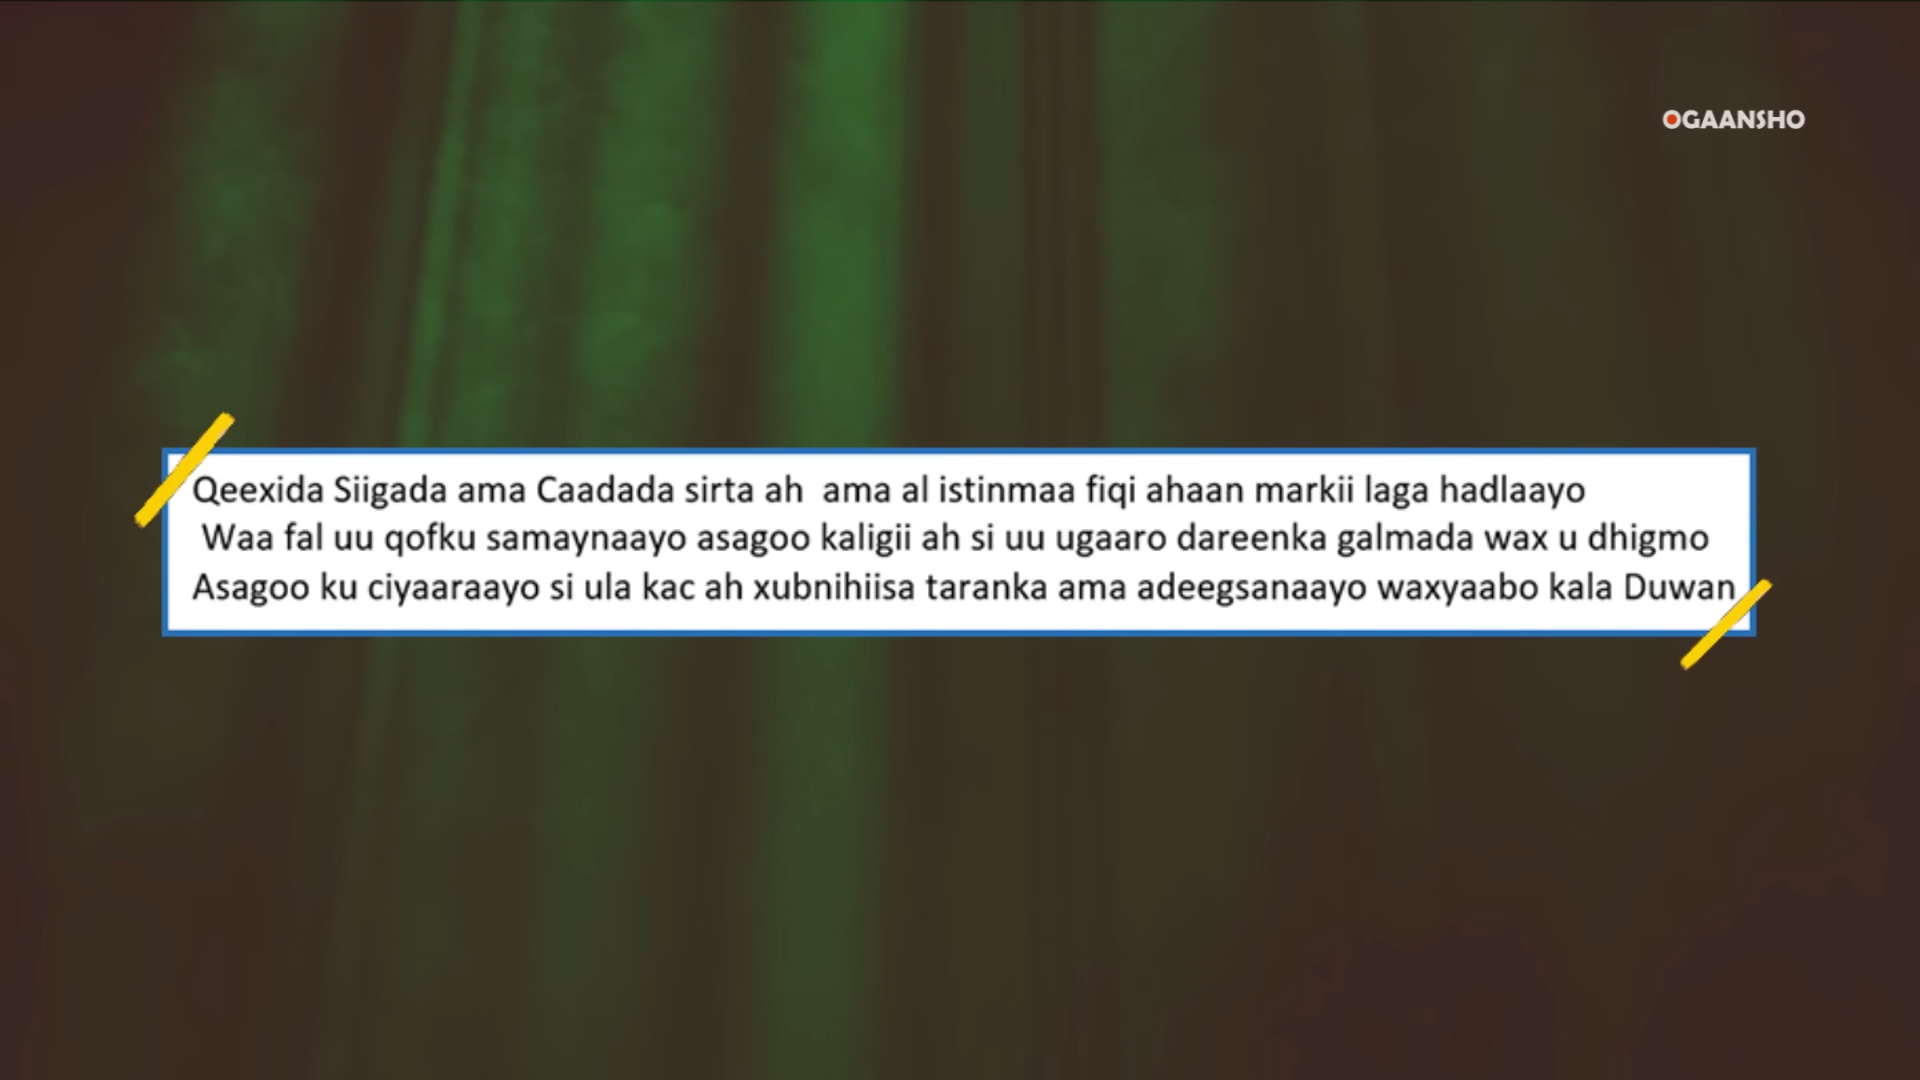 OGAANSHO
Qeexida Siigada ama Caadada sirta ah  ama al istinmaa fiqi ahaan markii laga hadlaayo
Waa fal uu qofku samaynaayo asagoo kaligii ah si uu ugaaro dareenka galmada wax u dhigmo
Asagoo ku ciyaaraayo si ula kac ah xubnihiisa taranka ama adeegsanaayo waxyaabo kala Duwan